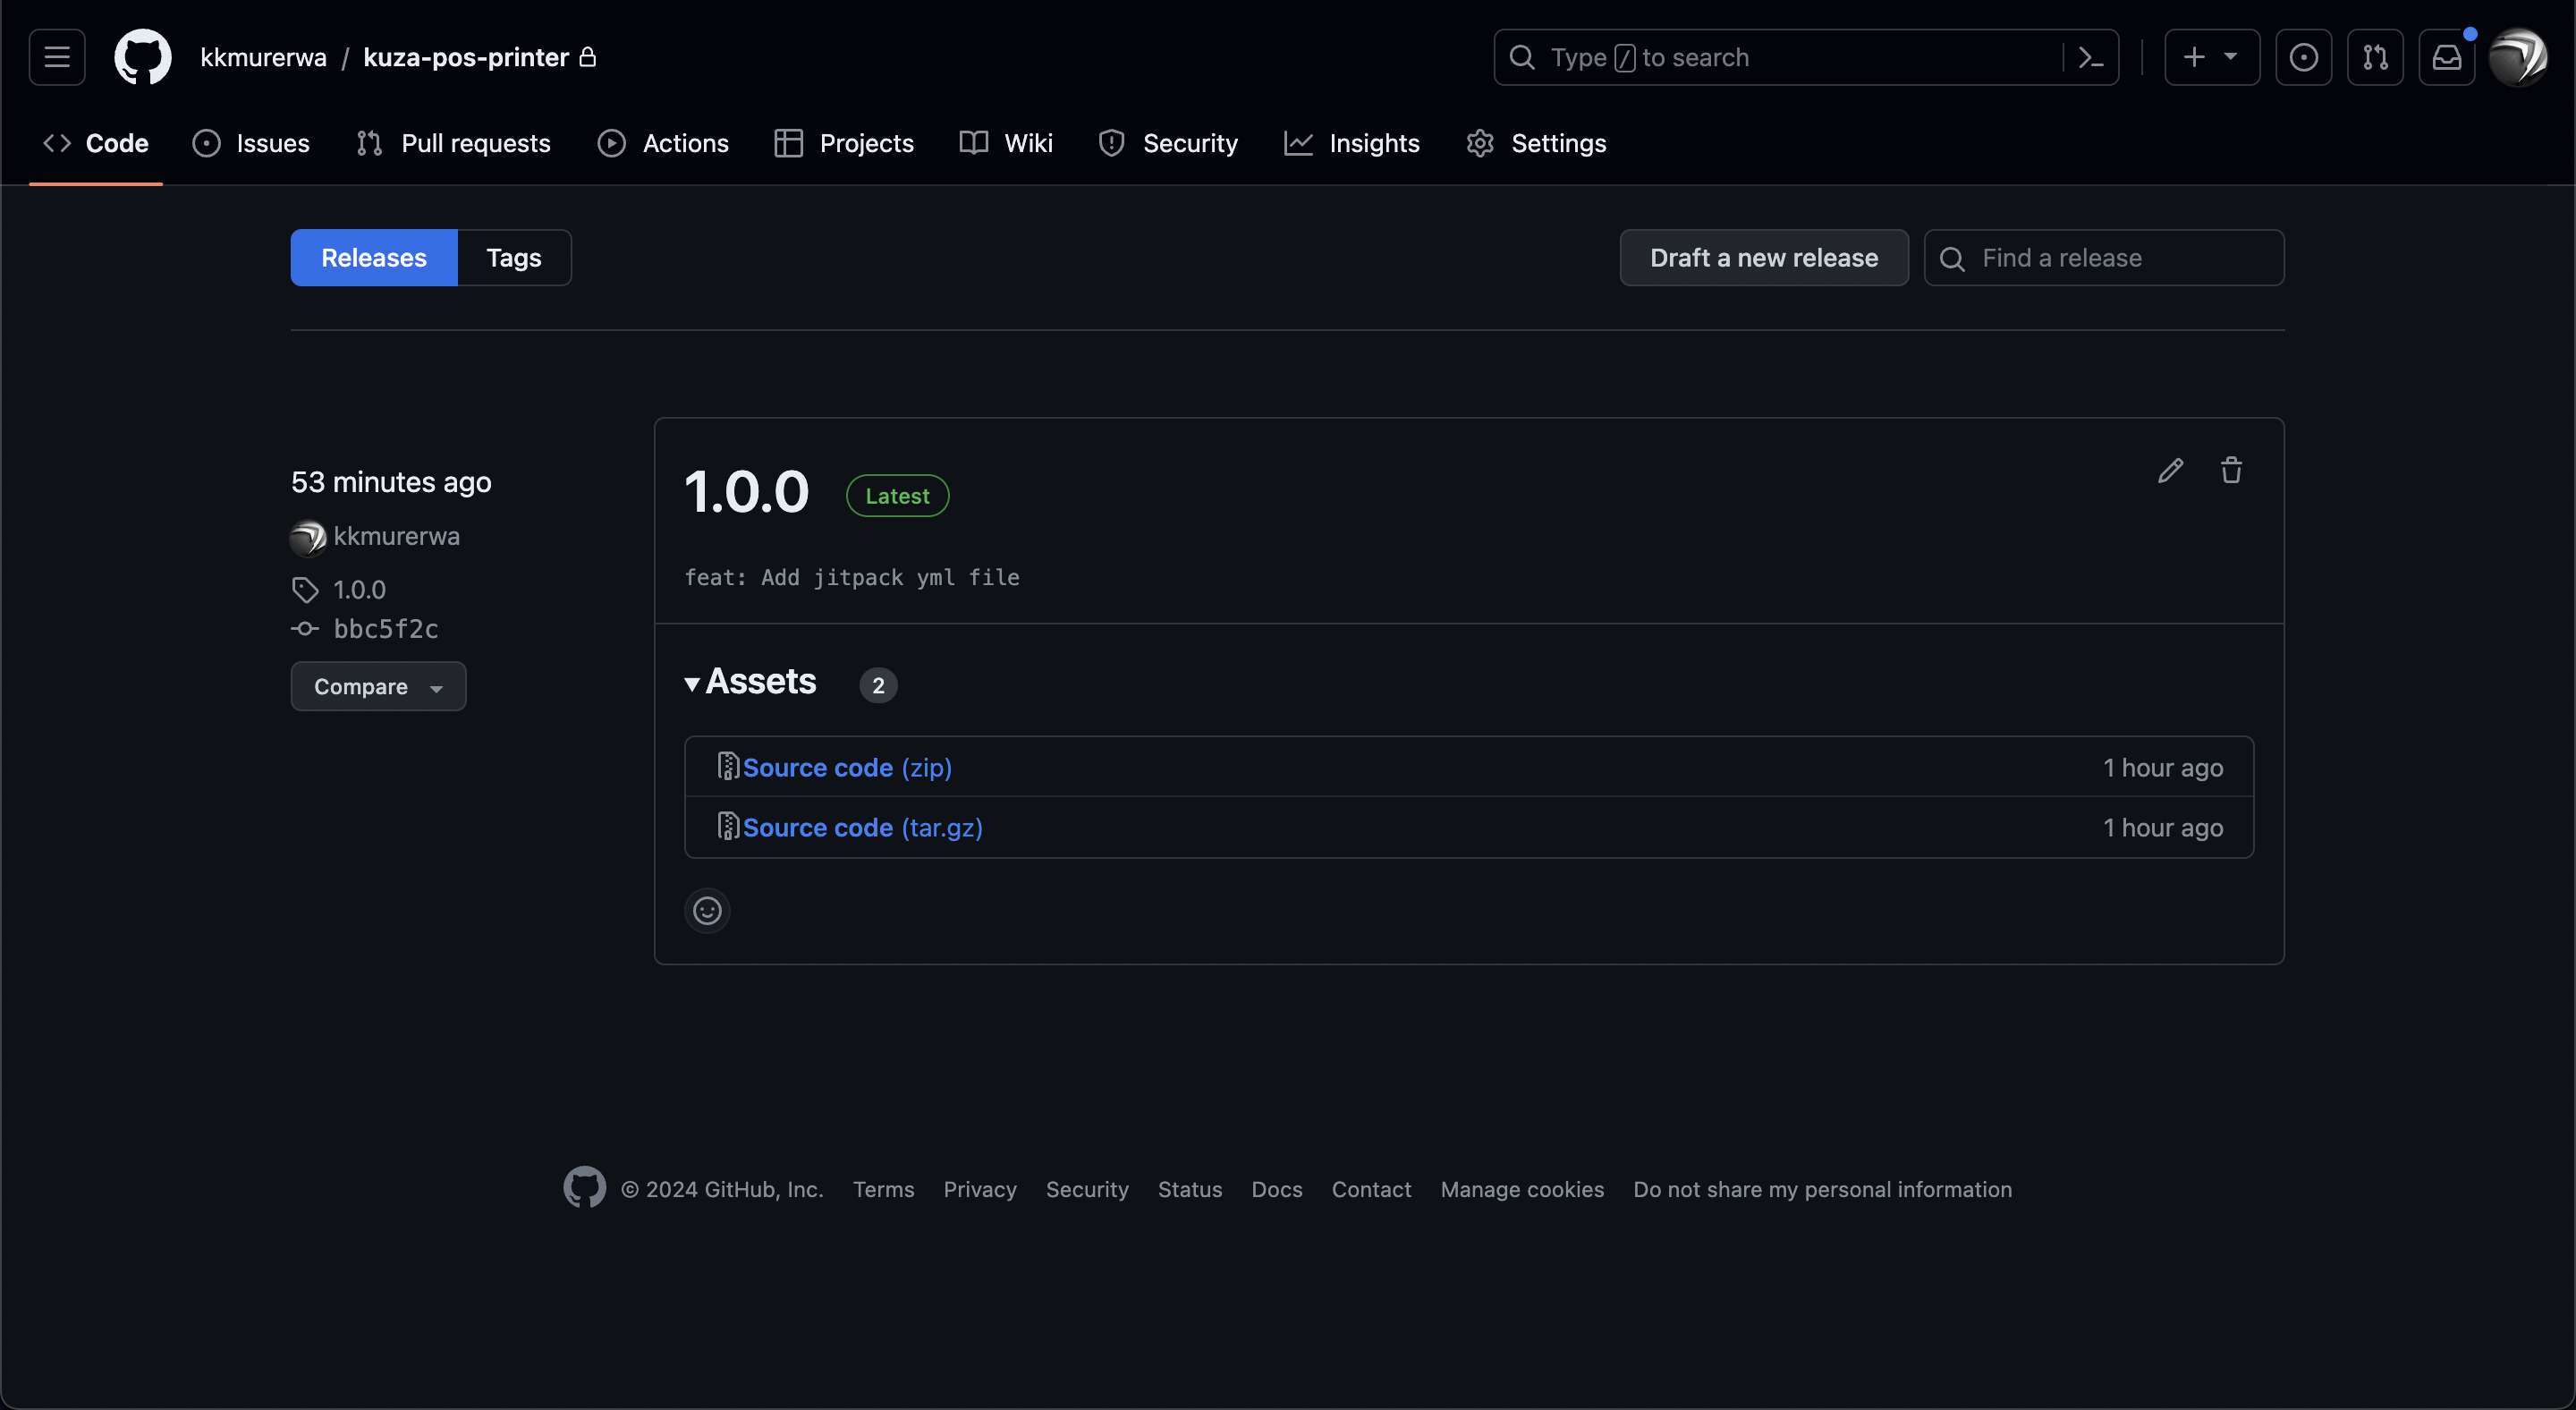 kkmurerwa / kuza-pos-printer
Type / to search
Code Issues Pull requests Actions Projects Wiki Security Insights Settings
Releases Tags
Draft a new release
Find a release
53 minutes ago
kkmurerwa
1.0.0
bbc5f2c
Compare
1.0.0 Latest
feat: Add jitpack yml file
Assets 2
Source code (zip) 1 hour ago
Source code (tar.gz) 1 hour ago
© 2024 GitHub, Inc. Terms Privacy Security Status Docs Contact Manage cookies Do not share my personal information